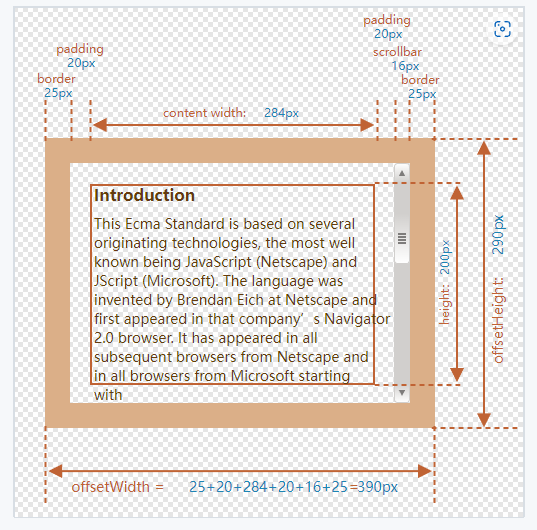 padding
20px
padding
20px
scrollbar
16px
border
25px
border
25px
content width: 284px
Introduction
This Ecma Standard is based on several
originating technologies, the most well
known being JavaScript (Netscape) and
JScript (Microsoft). The language was
invented by Brendan Eich at Netscape and
first appeared in that company’s Navigator
2.0 browser. It has appeared in all
subsequent browsers from Netscape and
in all browsers from Microsoft starting
with
height: 200px
offsetHeight: 290px
offsetWidth = 25+20+284+20+16+25=390px